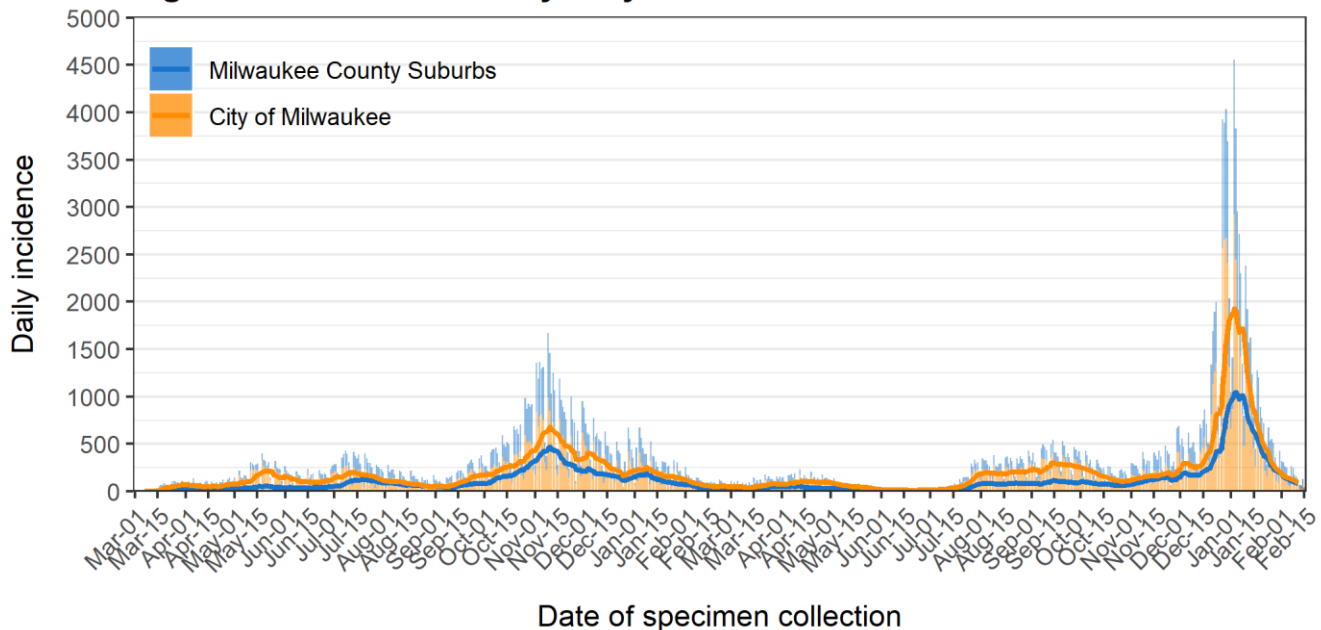 5000
4500
4000
3500
3000
2500
2000
1500
1000
500
0
Daily incidence
Milwaukee County Suburbs
City of Milwaukee
Mar-01
Mar-15
Apr-01
Apr-15
May-01
May-15
Jun-01
Jun-15
Jul-01
Jul-15
Aug-01
Aug-15
Sep-01
Sep-15
Oct-01
Oct-15
Nov-01
Nov-15
Dec-01
Dec-15
Jan-01
Jan-15
Feb-01
Feb-15
Mar-01
Mar-15
Apr-01
Apr-15
May-01
May-15
Jun-01
Jun-15
Jul-01
Jul-15
Aug-01
Aug-15
Sep-01
Sep-15
Oct-01
Oct-15
Nov-01
Nov-15
Dec-01
Dec-15
Jan-01
Jan-15
Feb-01
Feb-15
Date of specimen collection